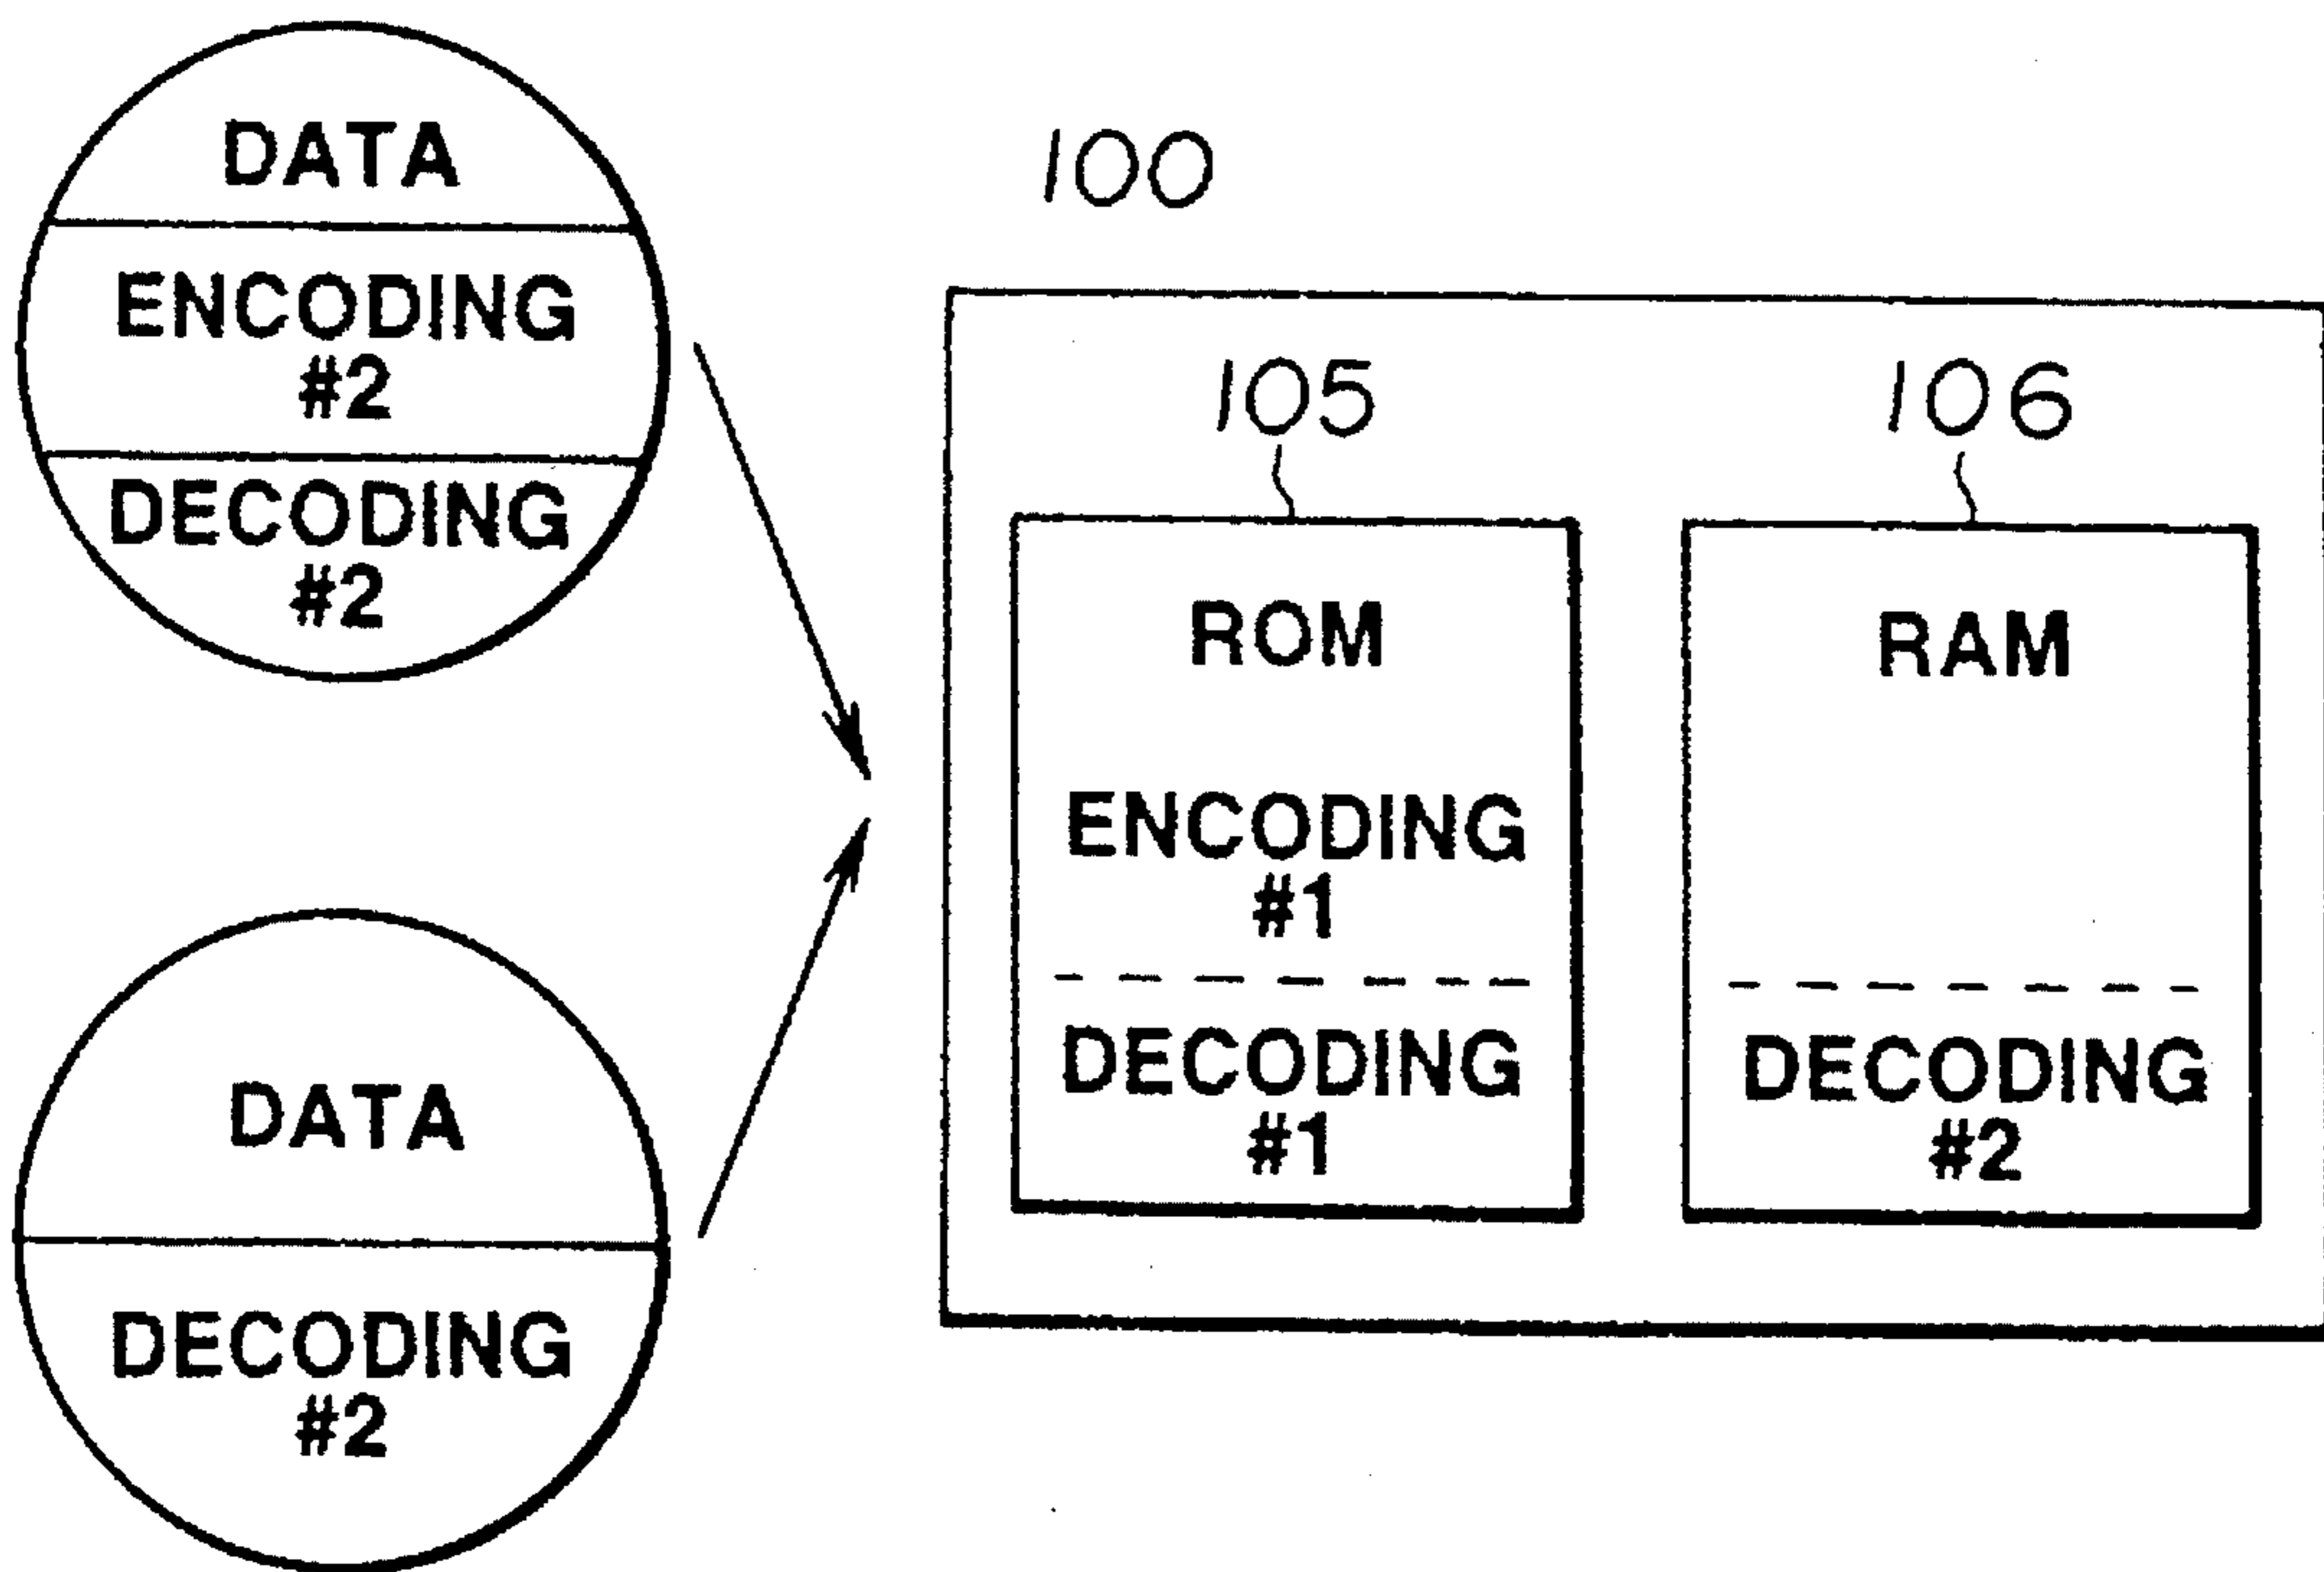 DATA
ENCODING
#2
DECODING
#2
DATA
DECODING
#2
100
105
ROM
ENCODING
#1
DECODING
#1
106
RAM
DECODING
#2